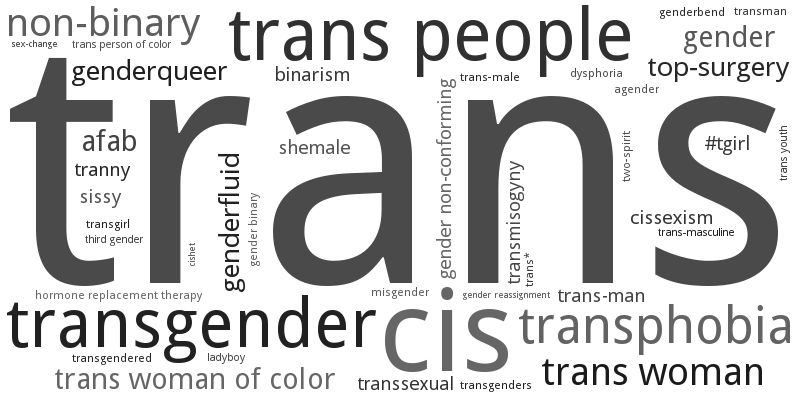 non-binary
trans people
genderbend
transman
sex-change
trans person of color
gender
genderqueer
binarism
trans-male
dysphoria
top-surgery
agender
trans
afab
shemale
gender non-conforming
#tgirl
trans youth
two-spirit
tranny
sissy
genderfluid
gender binary
transmisogyny
cissexism
transgirl
third gender
cishet
trans*
trans-masculine
hormone replacement therapy
misgender
gender reassignment
trans-man
transgender
cis
transphobia
transgendered
ladyboy
trans woman of color
transsexual
transgenders
trans woman